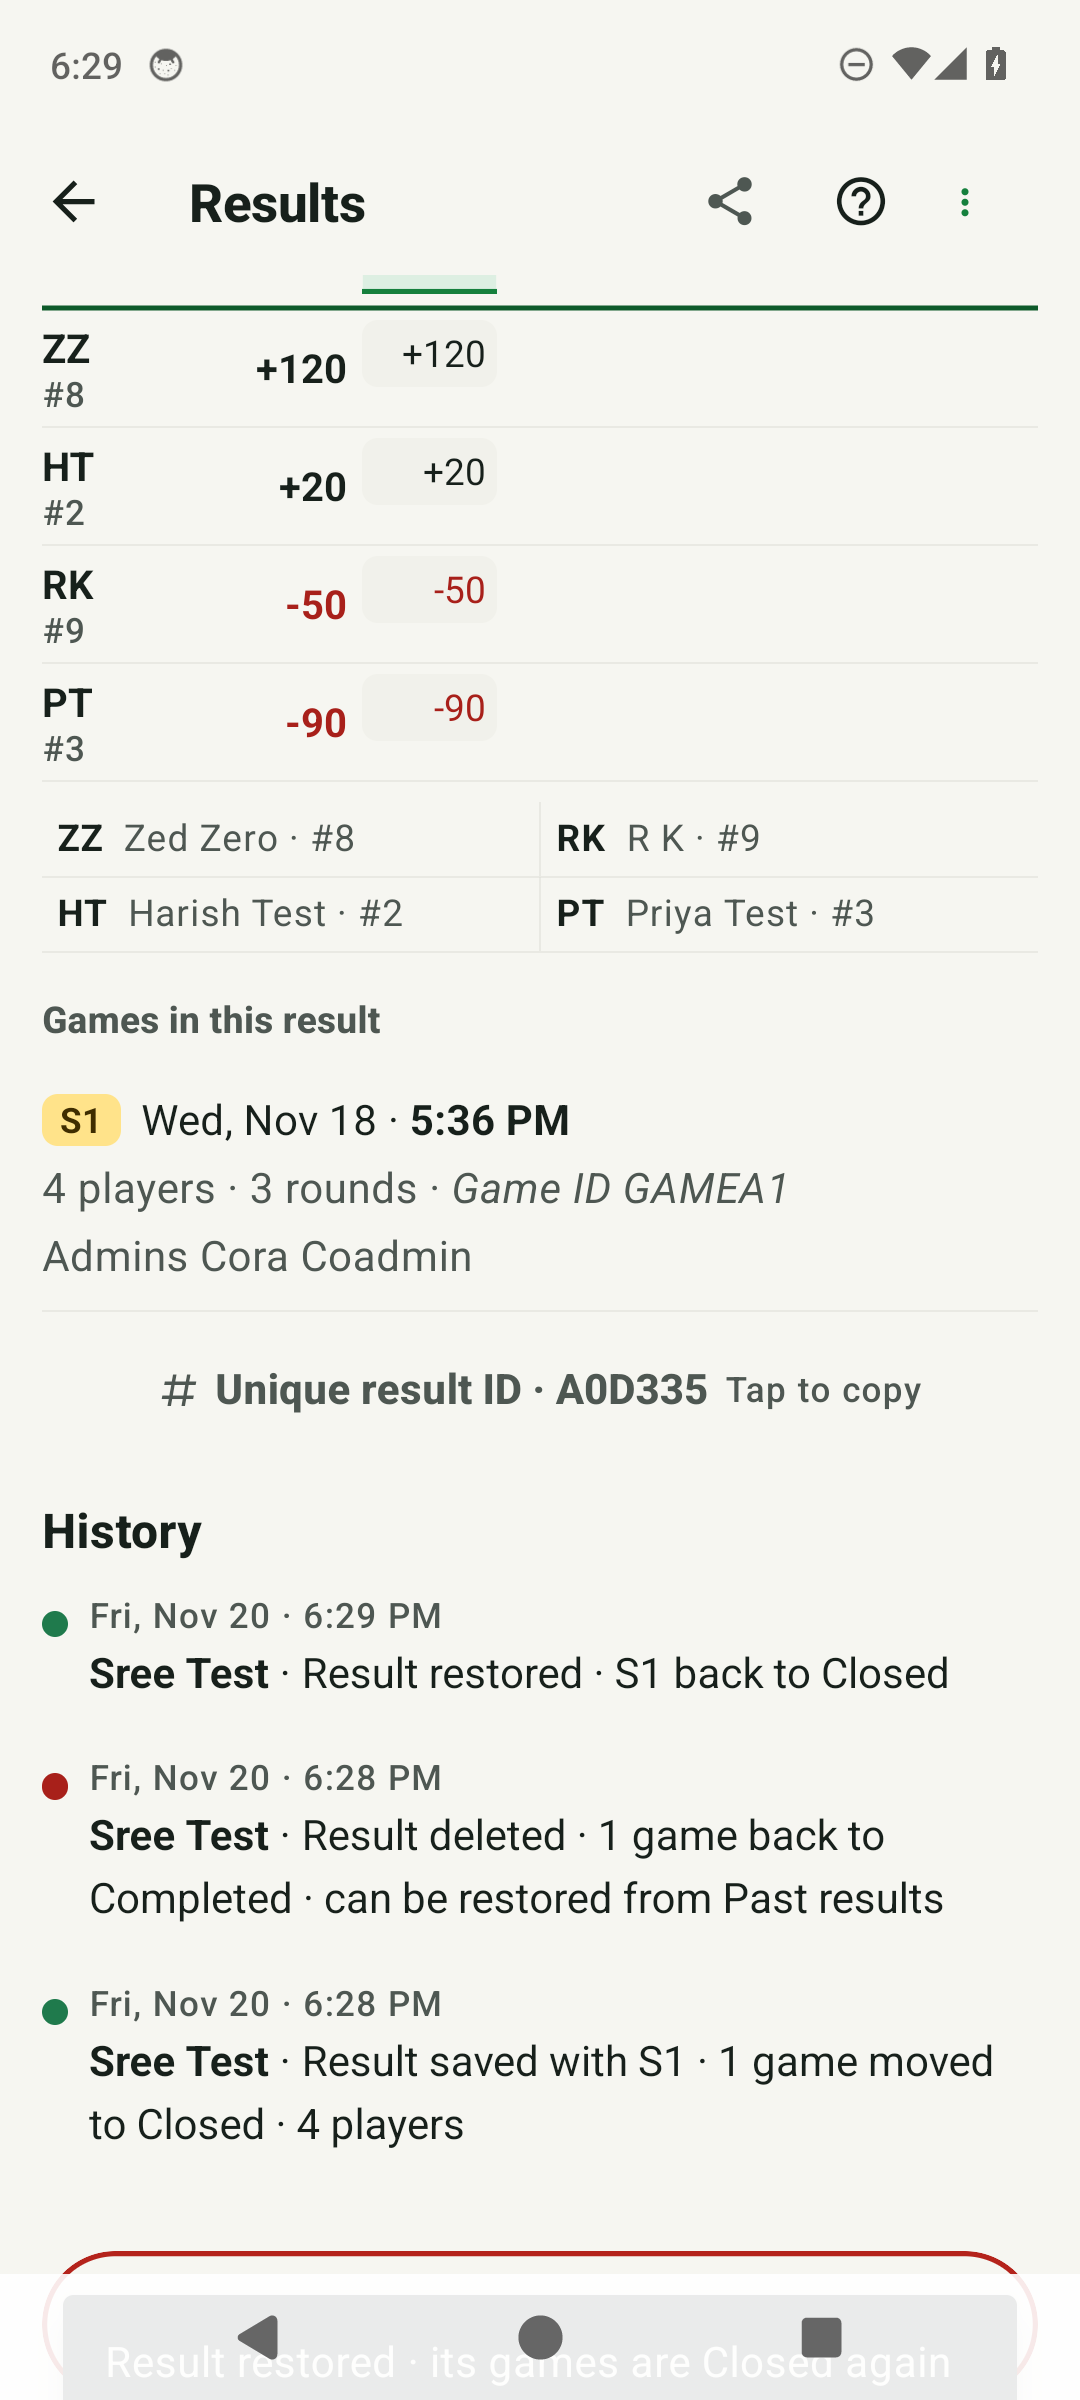 6:29
Results
ZZ +120 +120
#8
HT +20 +20
#2
RK -50 -50
#9
PT -90 -90
#3
ZZ Zed Zero · #8 RK R K · #9
HT Harish Test · #2 PT Priya Test · #3
Games in this result
S1 Wed, Nov 18 · 5:36 PM
4 players · 3 rounds · Game ID GAMEA1
Admins Cora Coadmin
# Unique result ID · A0D335 Tap to copy
History
Fri, Nov 20 · 6:29 PM
Sree Test · Result restored · S1 back to Closed
Fri, Nov 20 · 6:28 PM
Sree Test · Result deleted · 1 game back to
Completed · can be restored from Past results
Fri, Nov 20 · 6:28 PM
Sree Test · Result saved with S1 · 1 game moved
to Closed · 4 players
Result restored · its games are Closed again